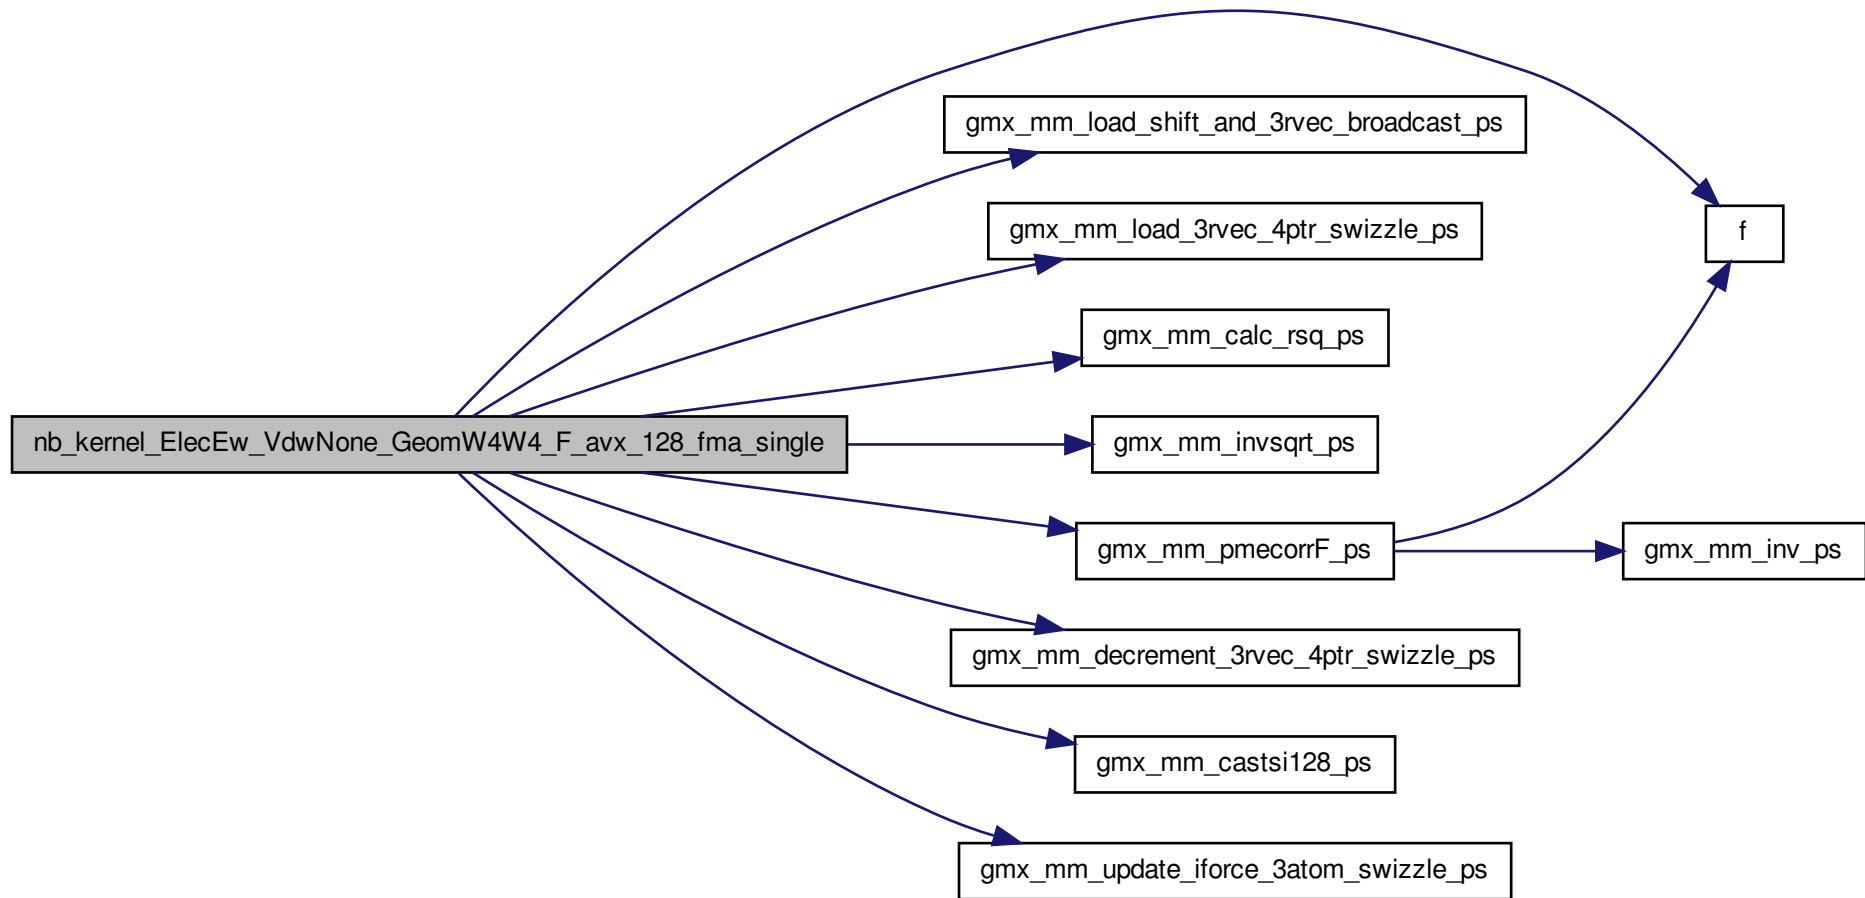 gmx_mm_load_shift_and_3rvec_broadcast_ps
gmx_mm_load_3rvec_4ptr_swizzle_ps
f
gmx_mm_calc_rsq_ps
nb_kernel_ElecEw_VdwNone_GeomW4W4_F_avx_128_fma_single
gmx_mm_invsqrt_ps
gmx_mm_pmecorrF_ps
gmx_mm_inv_ps
gmx_mm_decrement_3rvec_4ptr_swizzle_ps
gmx_mm_castsi128_ps
gmx_mm_update_iforce_3atom_swizzle_ps